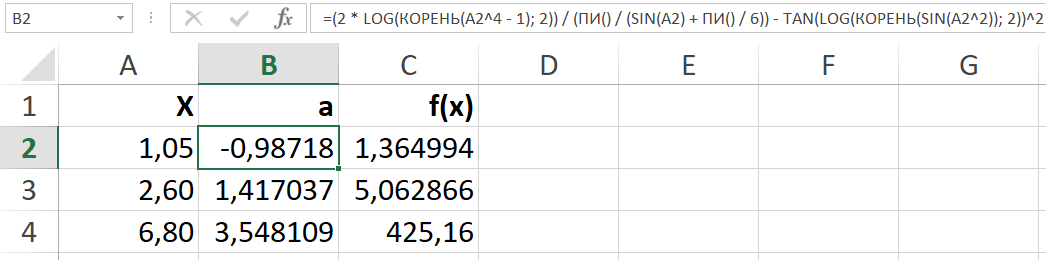 B2 fx =(2 * LOG(КОРЕНЬ(A2^4 - 1); 2)) / (ПИ() / (SIN(A2) + ПИ() / 6)) - TAN(LOG(КОРЕНЬ(SIN(A2^2)); 2))^2
A B C D E F G
1 X a f(x)
2 1,05 -0,98718 1,364994
3 2,60 1,417037 5,062866
4 6,80 3,548109 425,16